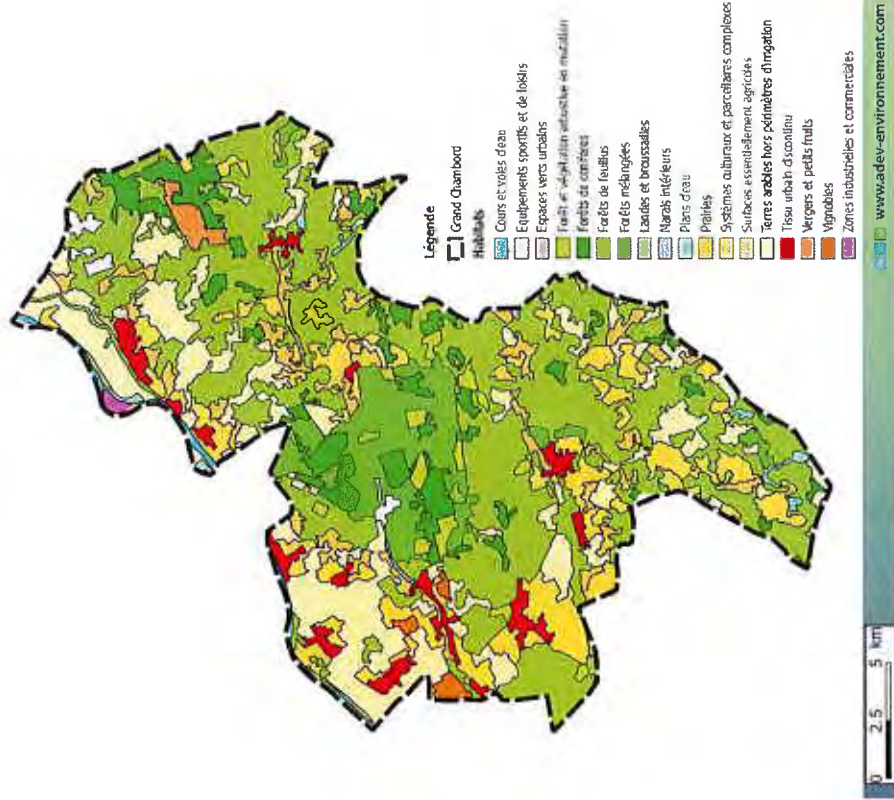 Légende
Grand Chambord
Habitats
Cours et voies d'eau
Equipements sportifs et de loisirs
Espaces verts urbains
Forêt et végétation arbustive en mutation
Forêts de conifères
Forêts de feuillus
Forêts mélangées
Landes et broussailles
Marais intérieurs
Plans d'eau
Prairies
Systèmes culturaux et parcellaires complexes
Surfaces essentiellement agricoles
Terres arables hors périmètres d'irrigation
Tissu urbain discontinu
Vergers et petits fruits
Vignobles
Zones industrielles et commerciales
0 2.5 5 km
www.adev-environnement.com